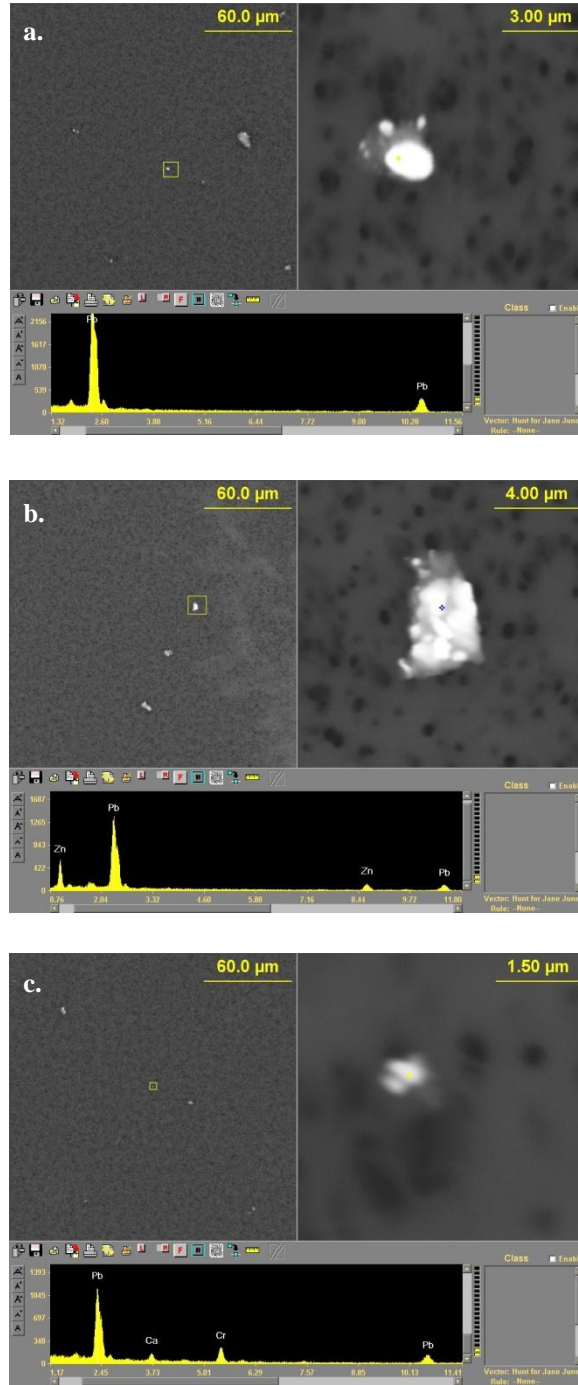 a.
60.0 µm
3.00 µm
Class
Enabl
2156
1617
1078
539
0
Pb
Pb
1.32 2.60 3.88 5.16 6.44 7.72 9.00 10.28 11.56
Vector: Hunt for Jane June
Rule: --None--
b.
60.0 µm
4.00 µm
Class
Enabl
1687
1265
843
422
0
Zn
Pb
Zn
Pb
0.76 2.04 3.32 4.60 5.88 7.16 8.44 9.72 11.00
Vector: Hunt for Jane June
Rule: --None--
c.
60.0 µm
1.50 µm
Class
Enabl
1393
1045
697
348
0
Pb
Ca
Cr
Pb
1.17 2.45 3.73 5.01 6.29 7.57 8.85 10.13 11.41
Vector: Hunt for Jane June
Rule: --None--